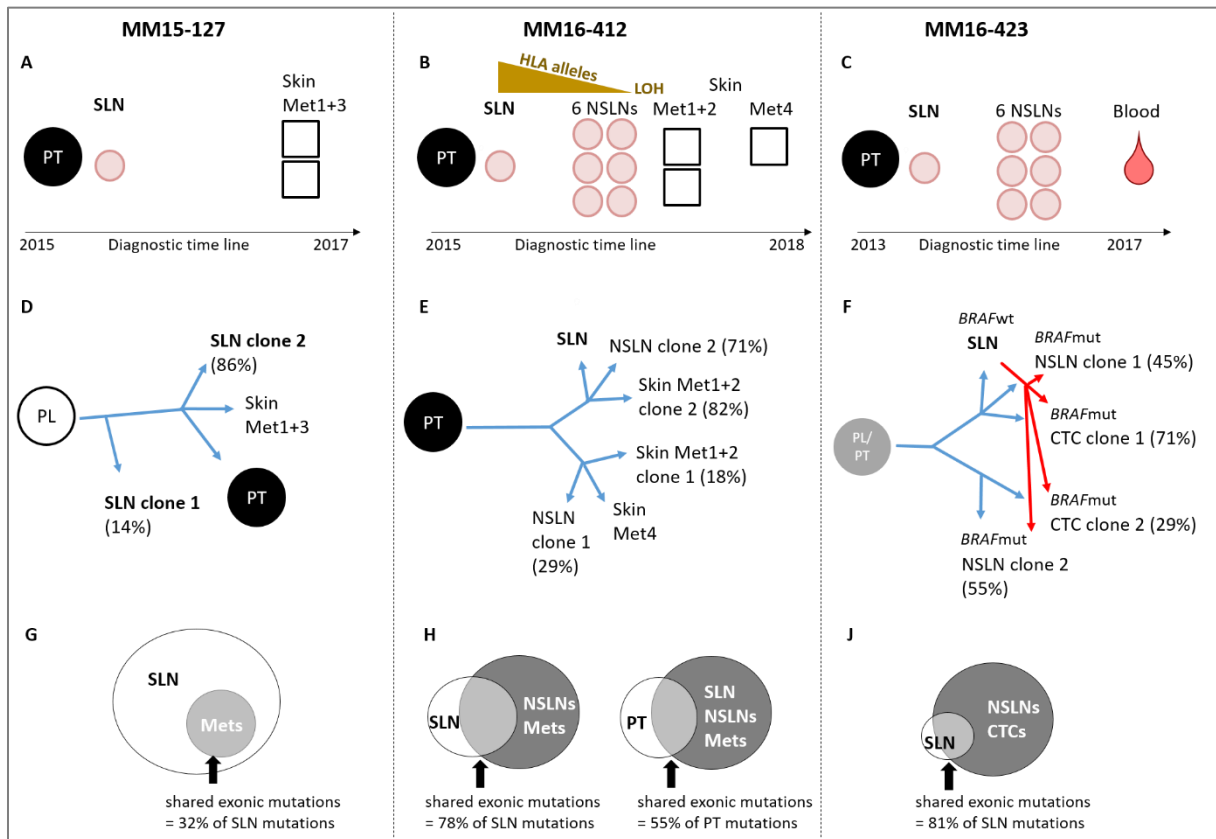 MM15-127
MM16-412
MM16-423
A
SLN
Skin
Met1+3
PT
2015
Diagnostic time line
2017
B
HLA alleles
LOH
SLN
6 NSLNs
Skin
Met1+2
Met4
PT
2015
Diagnostic time line
2018
C
SLN
6 NSLNs
Blood
PT
2013
Diagnostic time line
2017
D
SLN clone 2
(86%)
PL
Skin
Met1+3
SLN clone 1
(14%)
PT
E
SLN
NSLN clone 2 (71%)
Skin Met1+2
clone 2 (82%)
PT
Skin Met1+2
clone 1 (18%)
NSLN
clone 1
(29%)
Skin
Met4
F
BRAFwt
SLN
BRAFmut
NSLN clone 1 (45%)
BRAFmut
CTC clone 1 (71%)
PL/
PT
BRAFmut
CTC clone 2 (29%)
BRAFmut
NSLN clone 2
(55%)
G
SLN
Mets
shared exonic mutations
= 32% of SLN mutations
H
SLN
NSLNs
Mets
shared exonic mutations
= 78% of SLN mutations
PT
SLN
NSLNs
Mets
shared exonic mutations
= 55% of PT mutations
J
NSLNs
CTCs
SLN
shared exonic mutations
= 81% of SLN mutations